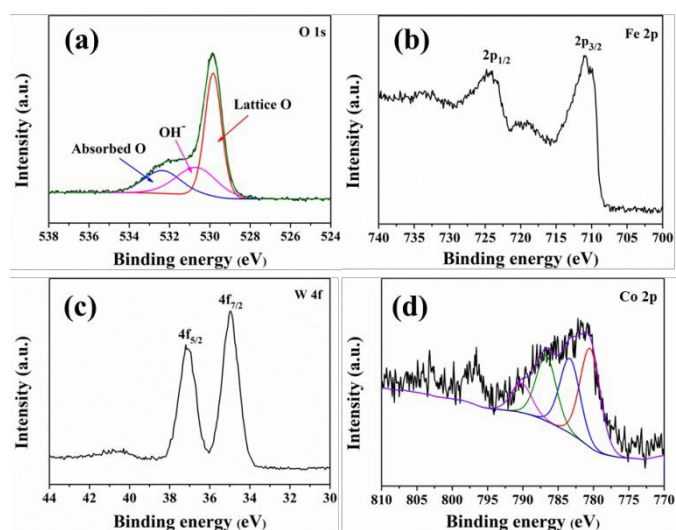 (a)
O 1s
Lattice O
OH⁻
Absorbed O
Intensity (a.u.)
538 536 534 532 530 528 526 524
Binding energy (eV)
(b)
Fe 2p
2p3/2
2p1/2
Intensity (a.u.)
740 735 730 725 720 715 710 705 700
Binding energy (eV)
(c)
W 4f
4f7/2
4f5/2
Intensity (a.u.)
44 42 40 38 36 34 32 30
Binding energy (eV)
(d)
Co 2p
Intensity (a.u.)
810 805 800 795 790 785 780 775 770
Binding energy (eV)